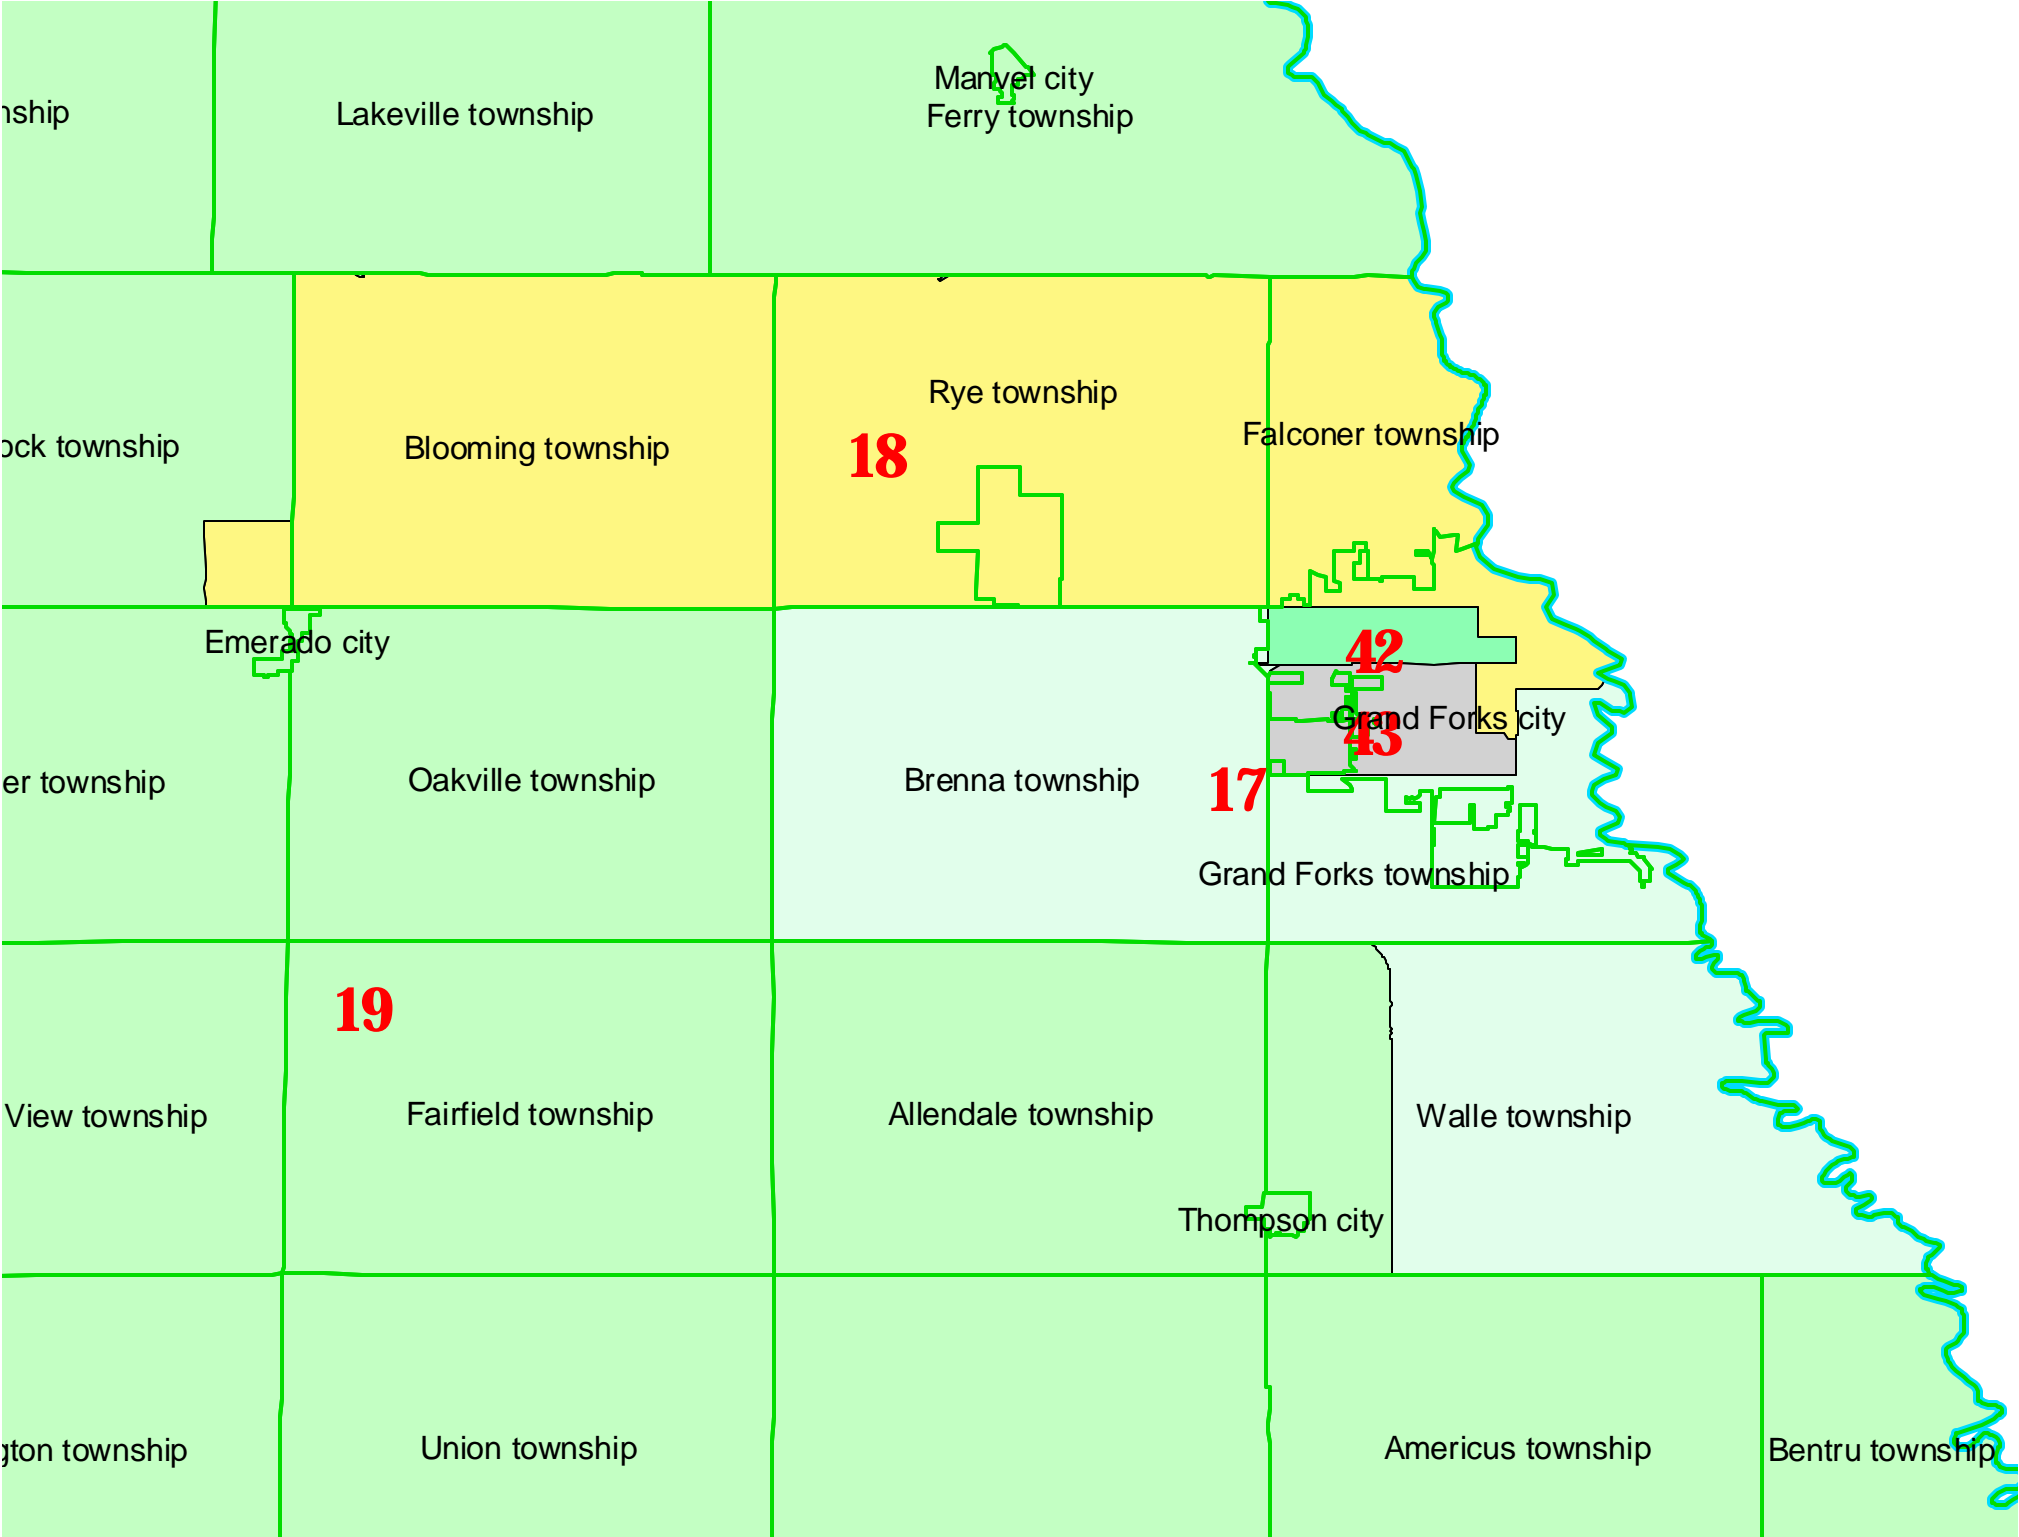 Manvel city
nship
Lakeville township
Ferry township
Rye township
Falconer township
ock township
Blooming township
18
Emerado city
42
Grand Forks city
43
er township
Oakville township
Brenna township
17
Grand Forks township
19
View township
Fairfield township
Allendale township
Walle township
Thompson city
gton township
Union township
Americus township
Bentru township